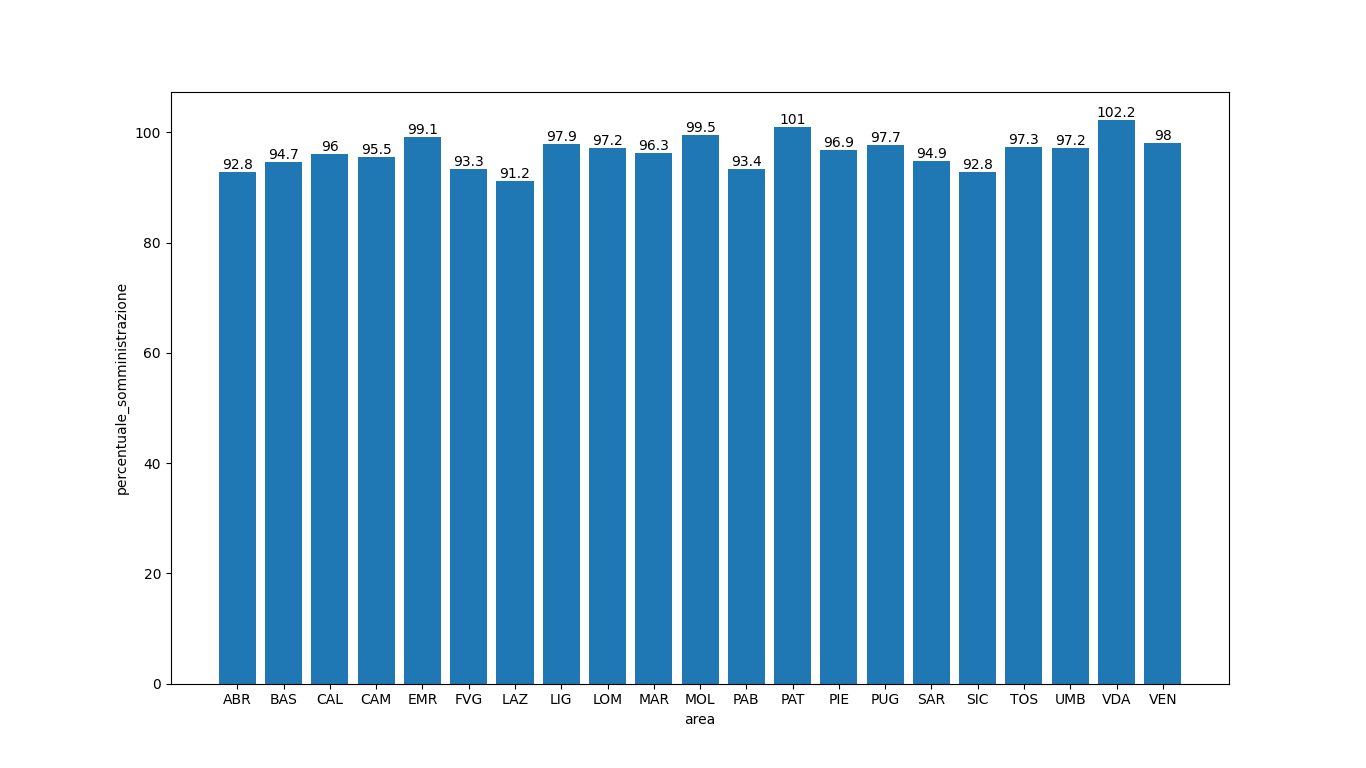 92.8 94.7 96 95.5 99.1 93.3 91.2 97.9 97.2 96.3 99.5 93.4 101 96.9 97.7 94.9 92.8 97.3 97.2 102.2 98
100
80
60
40
20
0
percentuale_somministrazione
ABR BAS CAL CAM EMR FVG LAZ LIG LOM MAR MOL PAB PAT PIE PUG SAR SIC TOS UMB VDA VEN
area